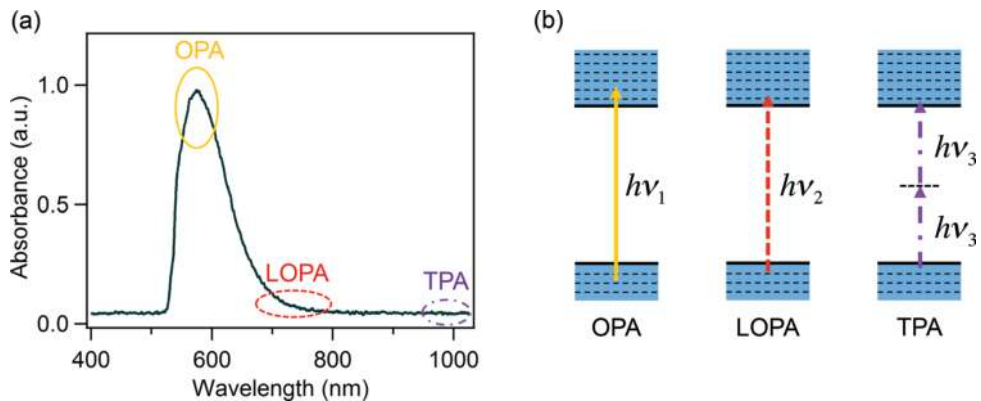 (a)
OPA
Absorbance (a.u.)
1.0
0.5
0.0
LOPA
TPA
400
600
800
1000
Wavelength (nm)
(b)
hν₁
hν₂
hν₃
hν₃
OPA
LOPA
TPA